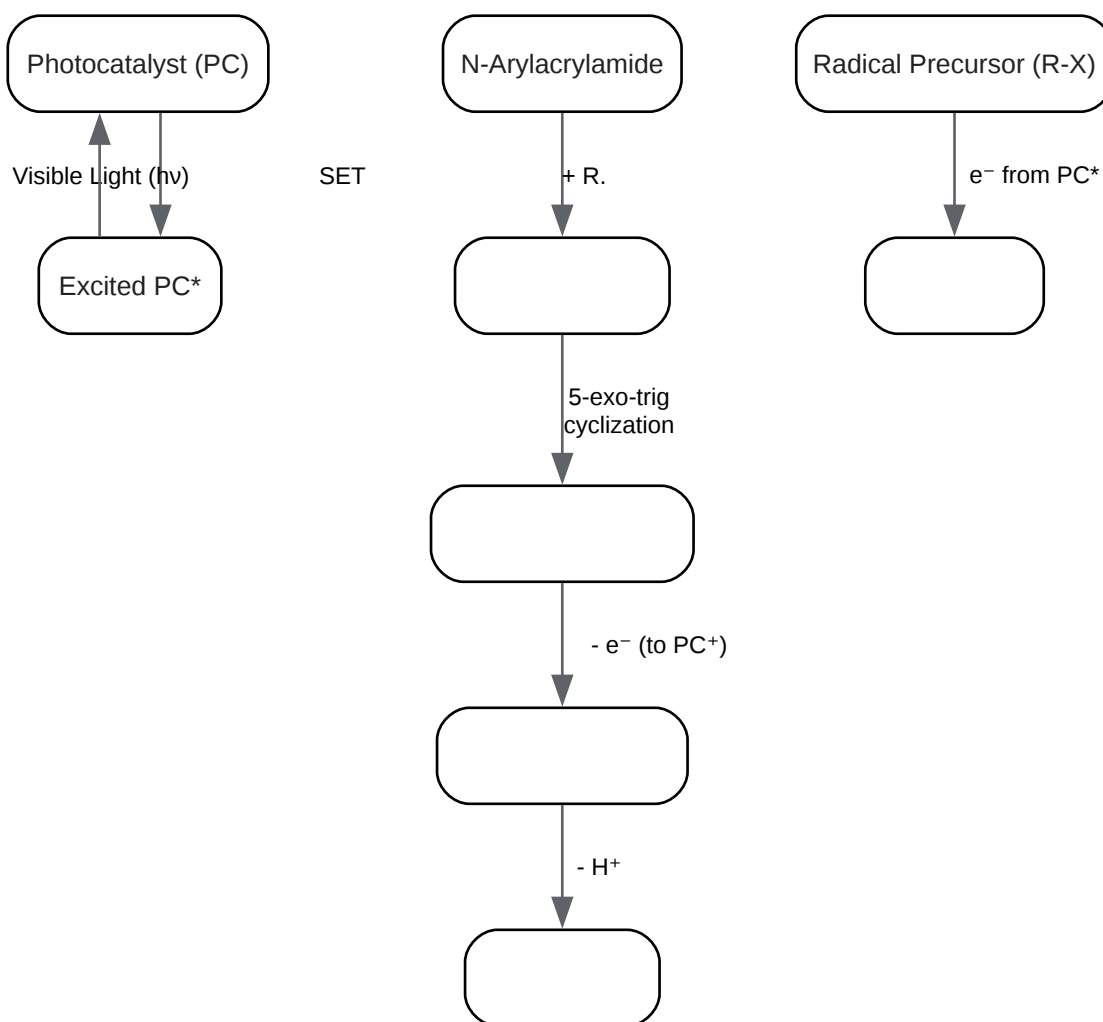 Photocatalyst (PC)
N-Arylacrylamide
Radical Precursor (R-X)
Visible Light (hν)
SET
+ R.
e⁻ from PC*
Excited PC*
5-exo-trig
cyclization
- e⁻ (to PC⁺)
- H⁺